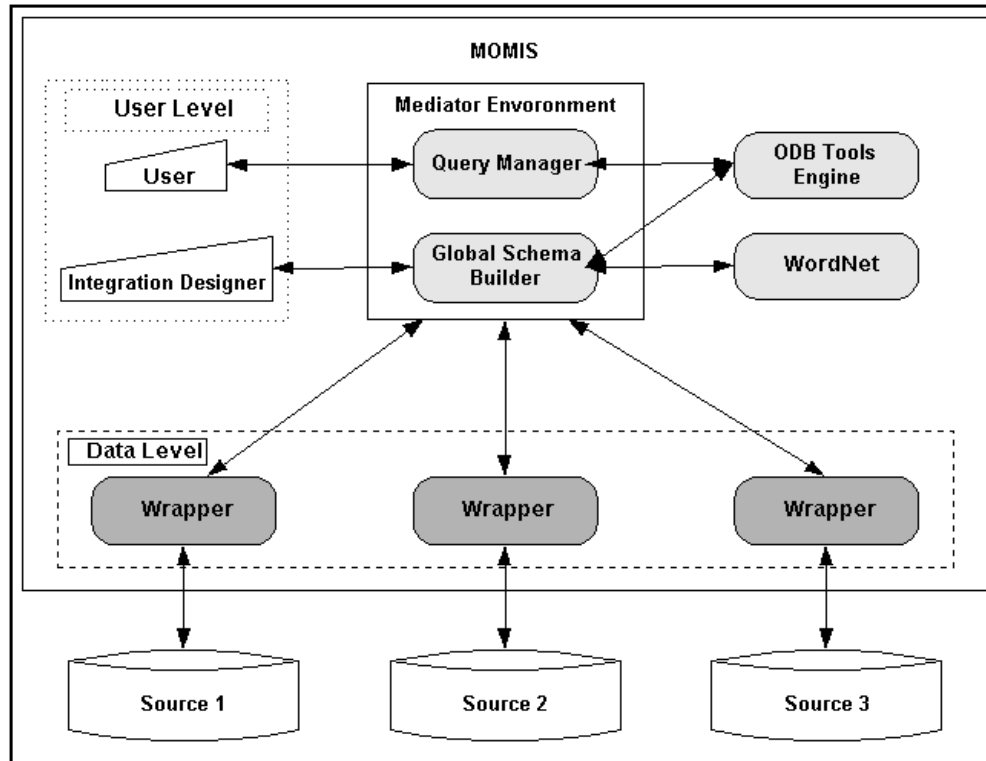 MOMIS
User Level
Mediator Envoronment
User
Query Manager
ODB Tools
Engine
Integration Designer
Global Schema
Builder
WordNet
Data Level
Wrapper
Wrapper
Wrapper
Source 1
Source 2
Source 3